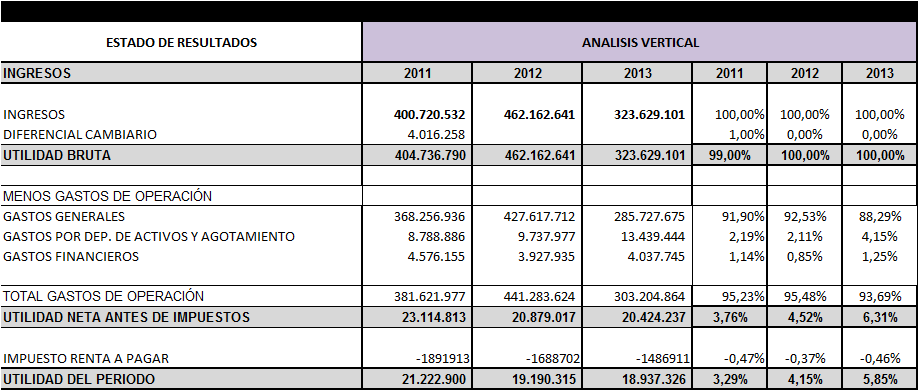 ESTADO DE RESULTADOS ANALISIS VERTICAL
INGRESOS 2011 2012 2013 2011 2012 2013
INGRESOS 400.720.532 462.162.641 323.629.101 100,00% 100,00% 100,00%
DIFERENCIAL CAMBIARIO 4.016.258 1,00% 0,00% 0,00%
UTILIDAD BRUTA 404.736.790 462.162.641 323.629.101 99,00% 100,00% 100,00%
MENOS GASTOS DE OPERACIÓN
GASTOS GENERALES 368.256.936 427.617.712 285.727.675 91,90% 92,53% 88,29%
GASTOS POR DEP. DE ACTIVOS Y AGOTAMIENTO 8.788.886 9.737.977 13.439.444 2,19% 2,11% 4,15%
GASTOS FINANCIEROS 4.576.155 3.927.935 4.037.745 1,14% 0,85% 1,25%
TOTAL GASTOS DE OPERACIÓN 381.621.977 441.283.624 303.204.864 95,23% 95,48% 93,69%
UTILIDAD NETA ANTES DE IMPUESTOS 23.114.813 20.879.017 20.424.237 3,76% 4,52% 6,31%
IMPUESTO RENTA A PAGAR -1891913 -1688702 -1486911 -0,47% -0,37% -0,46%
UTILIDAD DEL PERIODO 21.222.900 19.190.315 18.937.326 3,29% 4,15% 5,85%